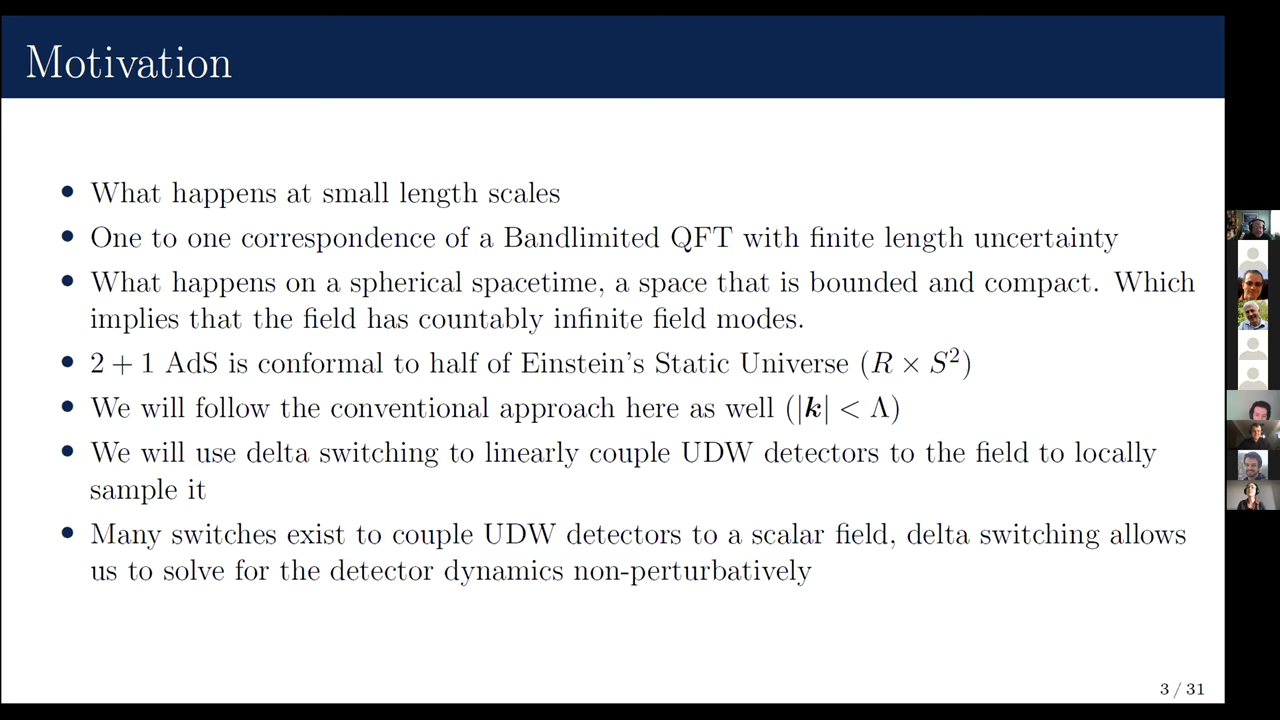 Motivation
• What happens at small length scales
• One to one correspondence of a Bandlimited QFT with finite length uncertainty
• What happens on a spherical spacetime, a space that is bounded and compact. Which
implies that the field has countably infinite field modes.
• 2 + 1 AdS is conformal to half of Einstein's Static Universe (R × S²)
• We will follow the conventional approach here as well (|k| < Λ)
• We will use delta switching to linearly couple UDW detectors to the field to locally
sample it
• Many switches exist to couple UDW detectors to a scalar field, delta switching allows
us to solve for the detector dynamics non-perturbatively
3 / 31